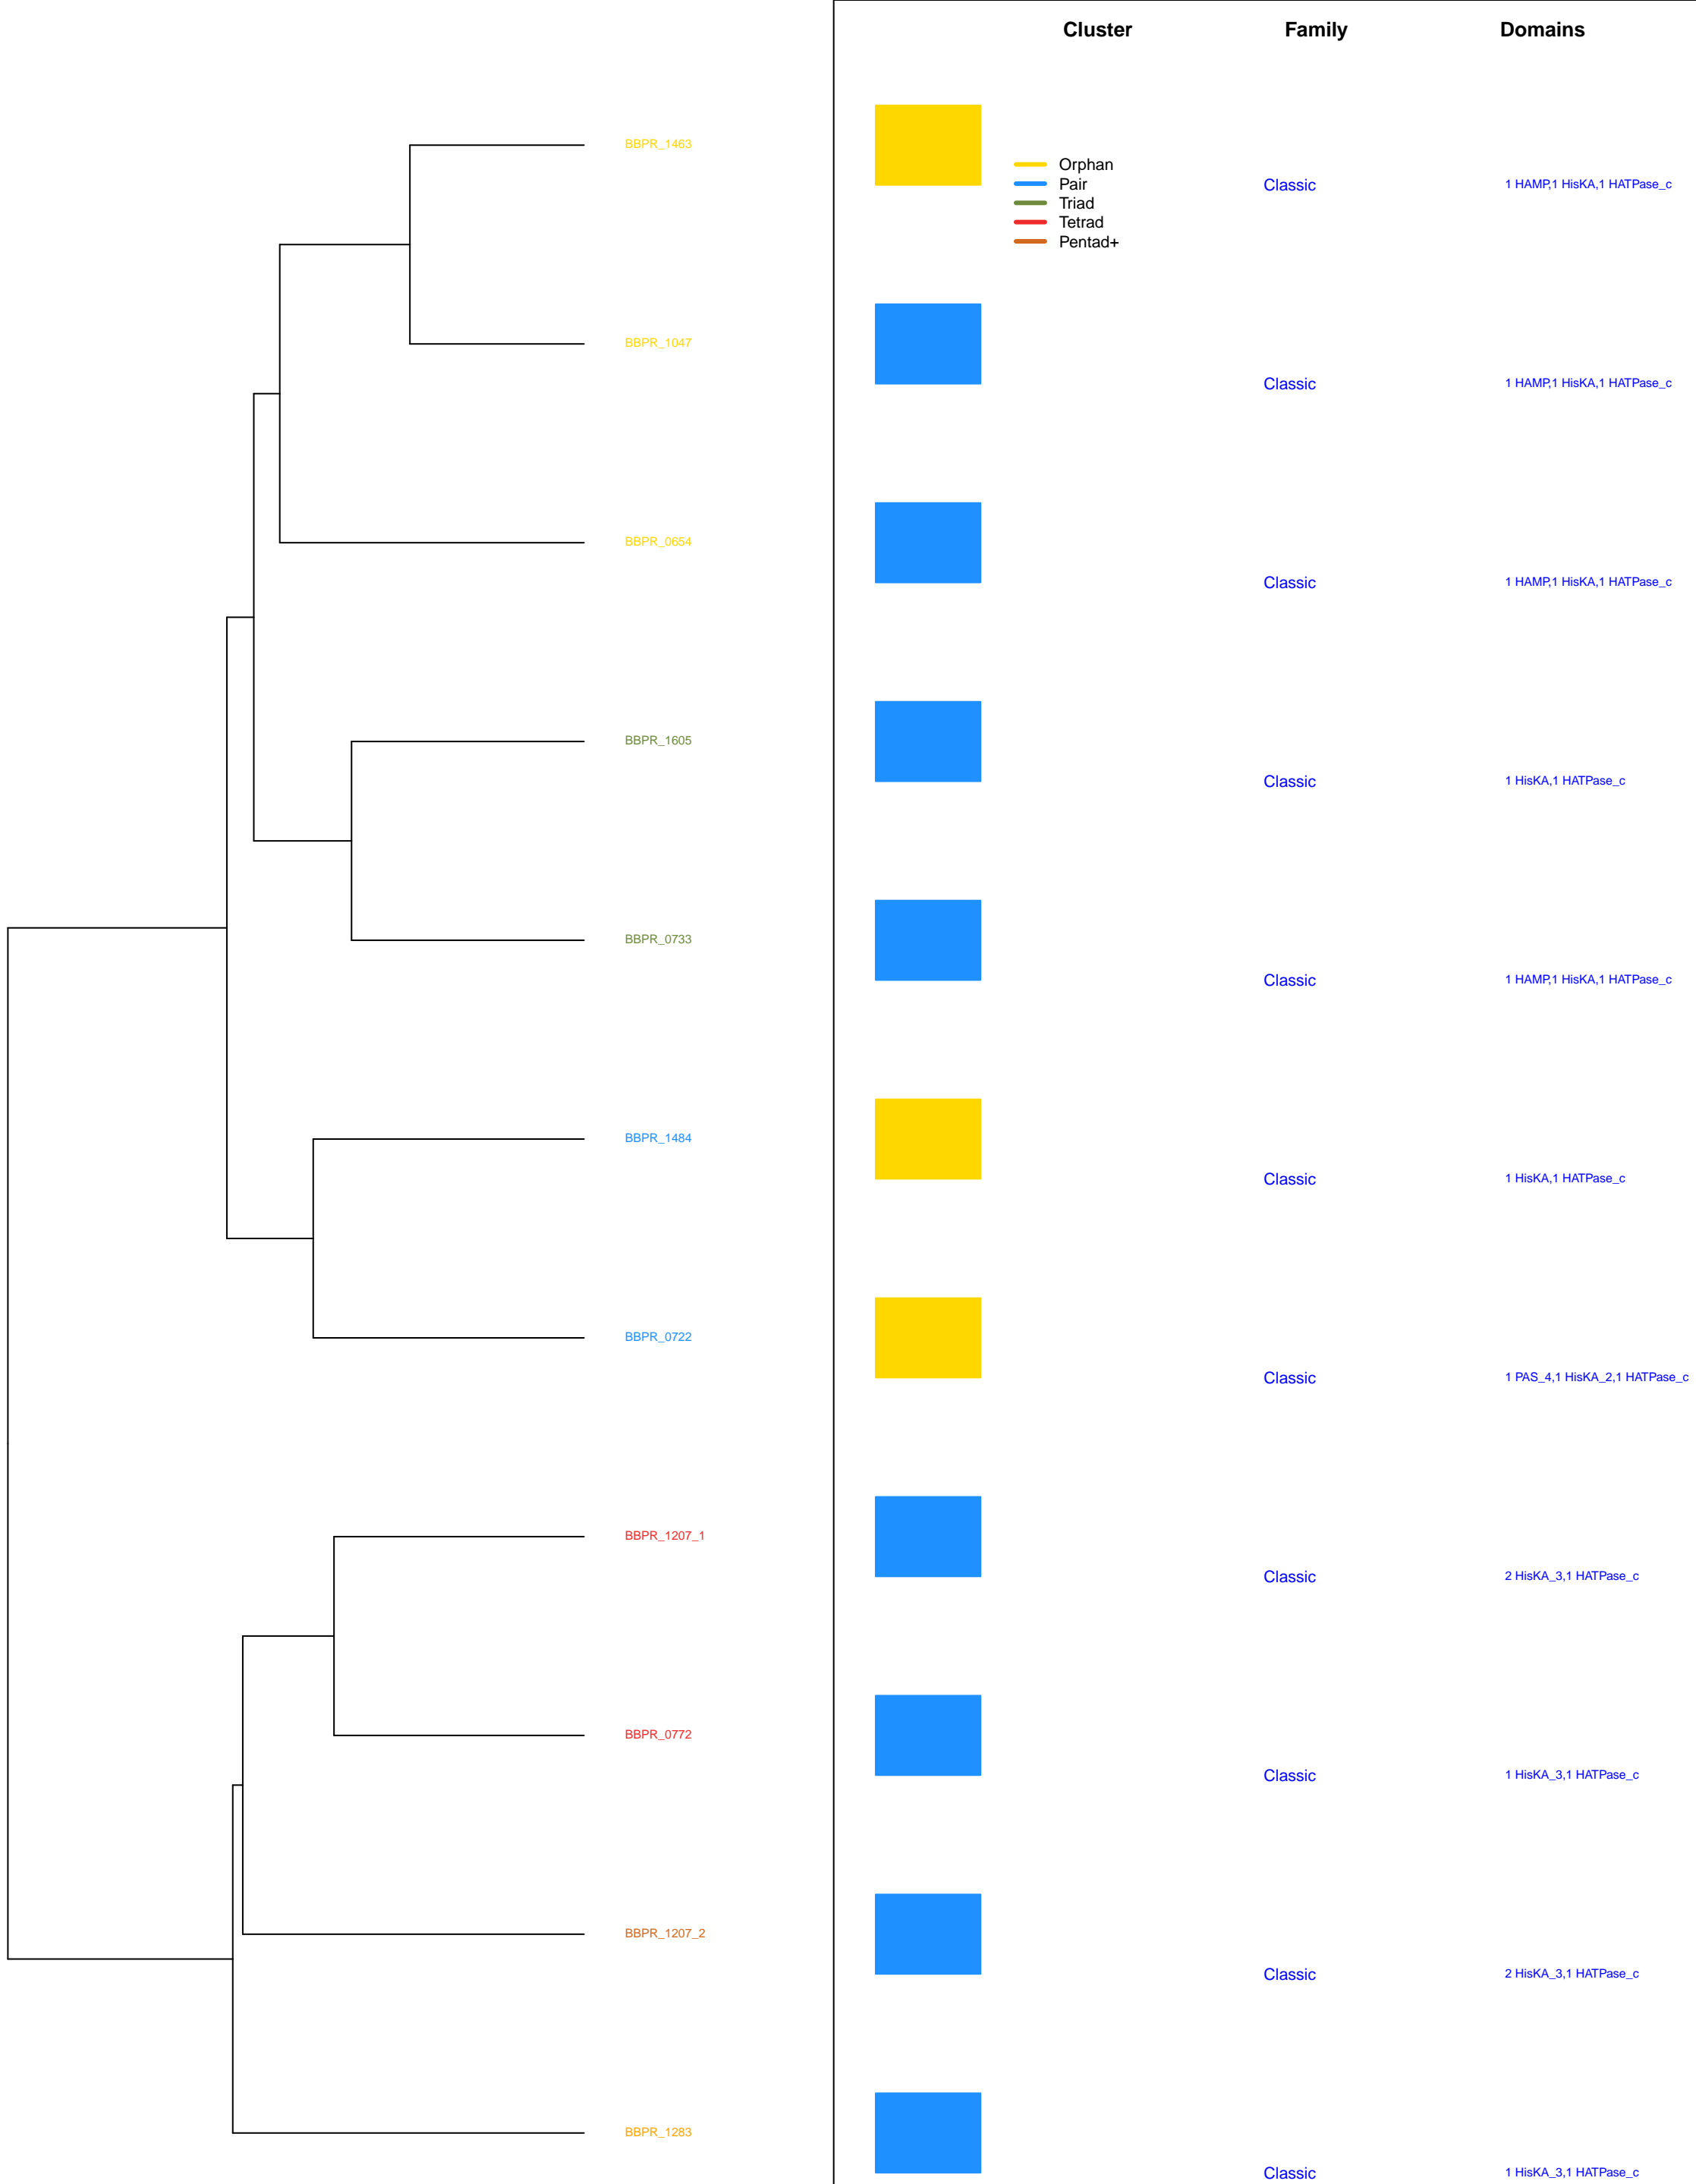 Cluster Family Domains
BBPR_1463
Orphan
Pair
Triad
Tetrad
Pentad+
Classic 1 HAMP,1 HisKA,1 HATPase_c
BBPR_1047
Classic 1 HAMP,1 HisKA,1 HATPase_c
BBPR_0654
Classic 1 HAMP,1 HisKA,1 HATPase_c
BBPR_1605
Classic 1 HisKA,1 HATPase_c
BBPR_0733
Classic 1 HAMP,1 HisKA,1 HATPase_c
BBPR_1484
Classic 1 HisKA,1 HATPase_c
BBPR_0722
Classic 1 PAS_4,1 HisKA_2,1 HATPase_c
BBPR_1207_1
Classic 2 HisKA_3,1 HATPase_c
BBPR_0772
Classic 1 HisKA_3,1 HATPase_c
BBPR_1207_2
Classic 2 HisKA_3,1 HATPase_c
BBPR_1283
Classic 1 HisKA_3,1 HATPase_c